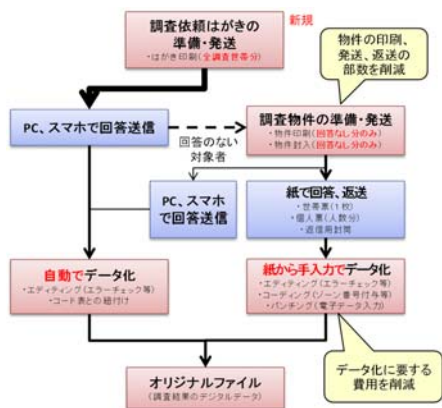 調査依頼はがきの
準備・発送
・はがき印刷(全調査世帯分)
新規
物件の印刷、
発送、返送の
部数を削減
PC、スマホで回答送信
調査物件の準備・発送
・物件印刷(回答なし分のみ)
・物件封入(回答なし分のみ)
回答のない
対象者
PC、スマホ
で回答送信
紙で回答、返送
・世帯票(1枚)
・個人票(人数分)
・返信用封筒
自動でデータ化
・エディティング(エラーチェック等)
・コード表との紐付け
紙から手入力でデータ化
・エディティング(エラーチェック等)
・コーディング(ゾーン番号付与等)
・パンチング(電子データ入力)
データ化に要する
費用を削減
オリジナルファイル
(調査結果のデジタルデータ)